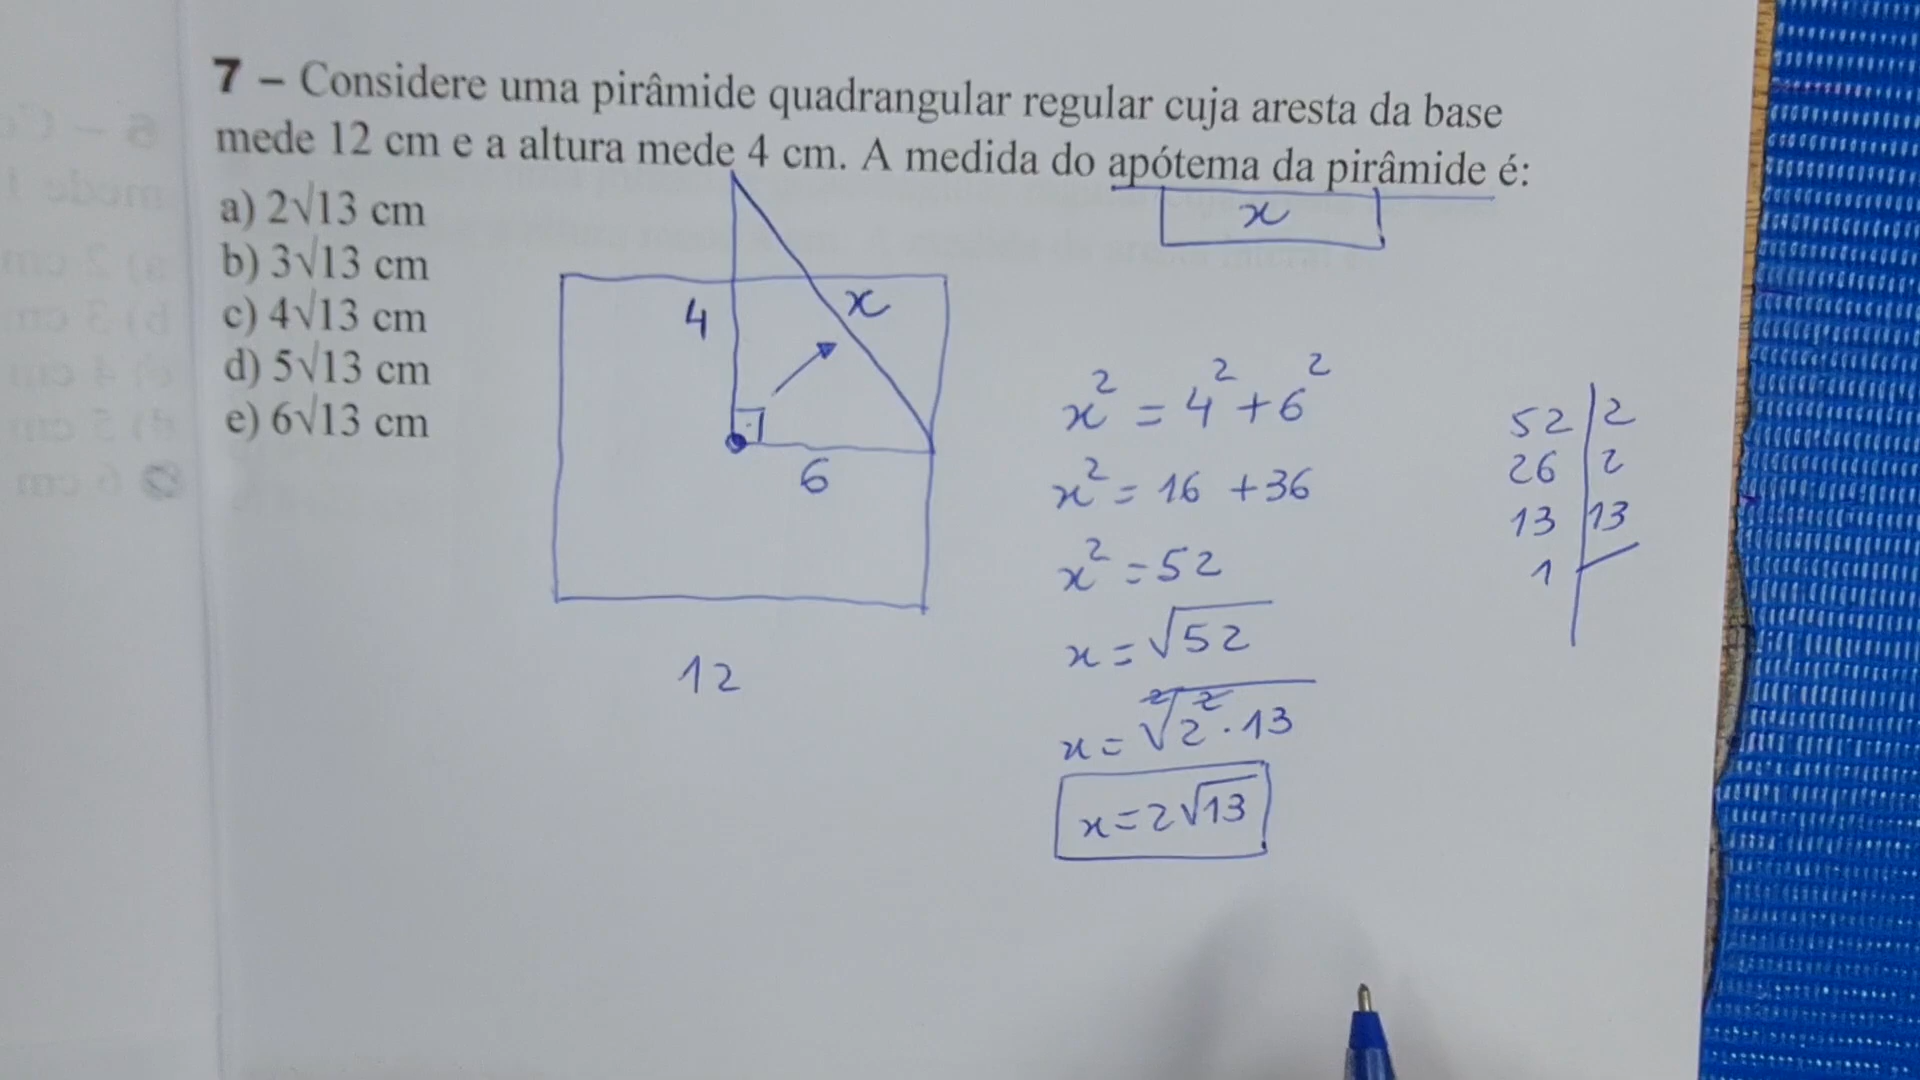 7 – Considere uma pirâmide quadrangular regular cuja aresta da base
mede 12 cm e a altura mede 4 cm. A medida do apótema da pirâmide é:
x
a) 2√13 cm
b) 3√13 cm
c) 4√13 cm
d) 5√13 cm
e) 6√13 cm
4
x
6
12
x² = 4² + 6²
x² = 16 + 36
x² = 52
x = √52
x = ²√2² · 13
x = 2√13
52 | 2
26 | 2
13 | 13
1